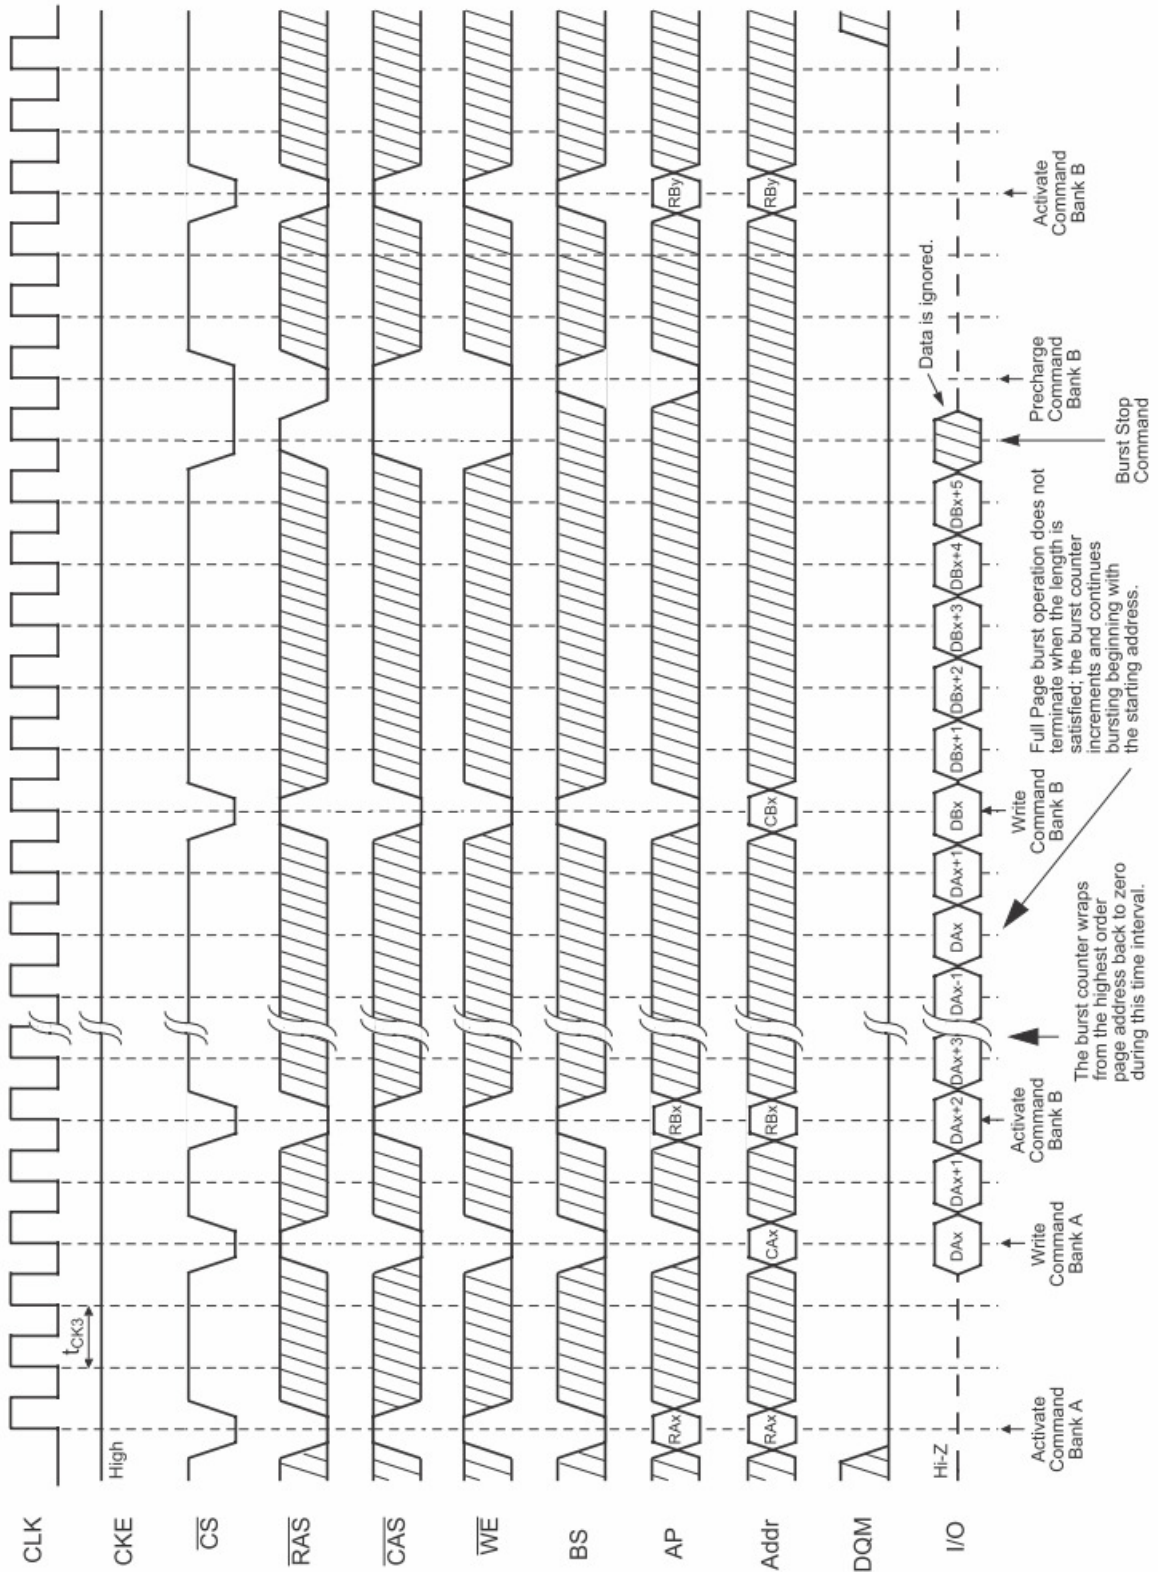 CLK
CKE
High
tCK3
CS
RAS
CAS
WE
BS
AP
RAx
RBx
RBy
Addr
RAx
CAx
RBx
CBx
RBy
DQM
I/O
Hi-Z
DAx
DAx+1
DAx+2
DAx+3
DAx-1
DAx
DAx+1
DBx
DBx+1
DBx+2
DBx+3
DBx+4
DBx+5
Data is ignored.
Activate
Command
Bank A
Write
Command
Bank A
Activate
Command
Bank B
The burst counter wraps
from the highest order
page address back to zero
during this time interval.
Write
Command
Bank B
Full Page burst operation does not
terminate when the length is
satisfied; the burst counter
increments and continues
bursting beginning with
the starting address.
Burst Stop
Command
Precharge
Command
Bank B
Activate
Command
Bank B